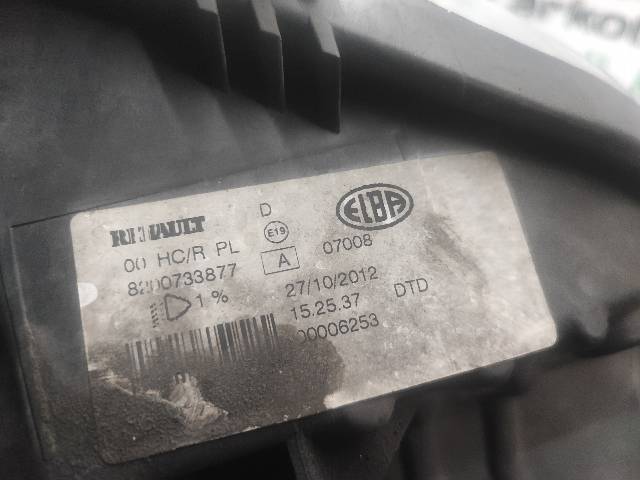 RENAULT
D
E19
ELBA
00 HC/R PL
A
07008
8200733877
27/10/2012
1 %
15.25.37
DTD
00006253